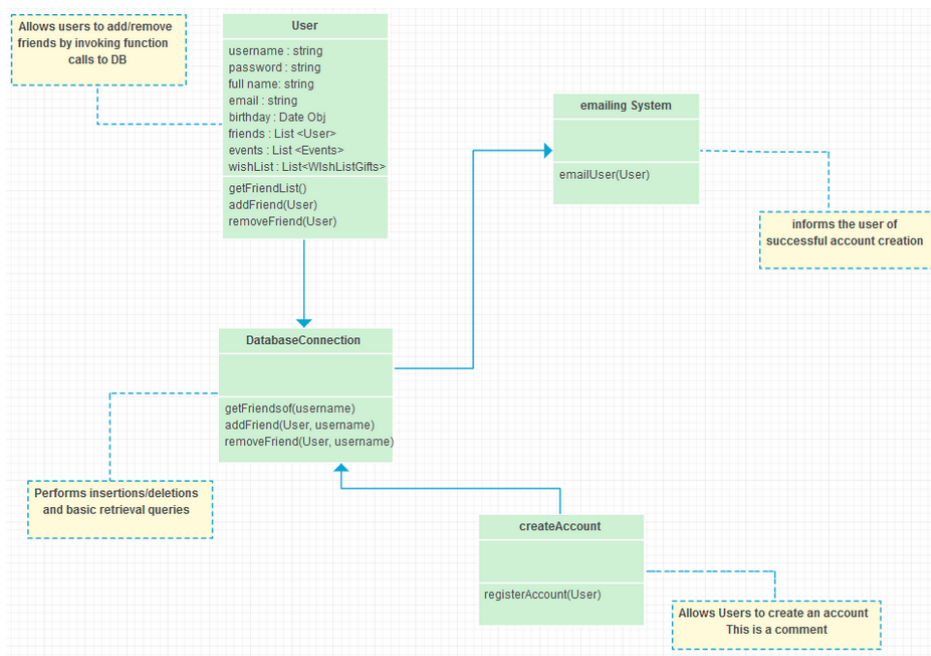 Allows users to add/remove
friends by invoking function
calls to DB
User
username : string
password : string
full name: string
email : string
birthday : Date Obj
friends : List <User>
events : List <Events>
wishList : List<WIshListGifts>
getFriendList()
addFriend(User)
removeFriend(User)
emailing System
emailUser(User)
informs the user of
successful account creation
DatabaseConnection
getFriendsof(username)
addFriend(User, username)
removeFriend(User, username)
Performs insertions/deletions
and basic retrieval queries
createAccount
registerAccount(User)
Allows Users to create an account
This is a comment